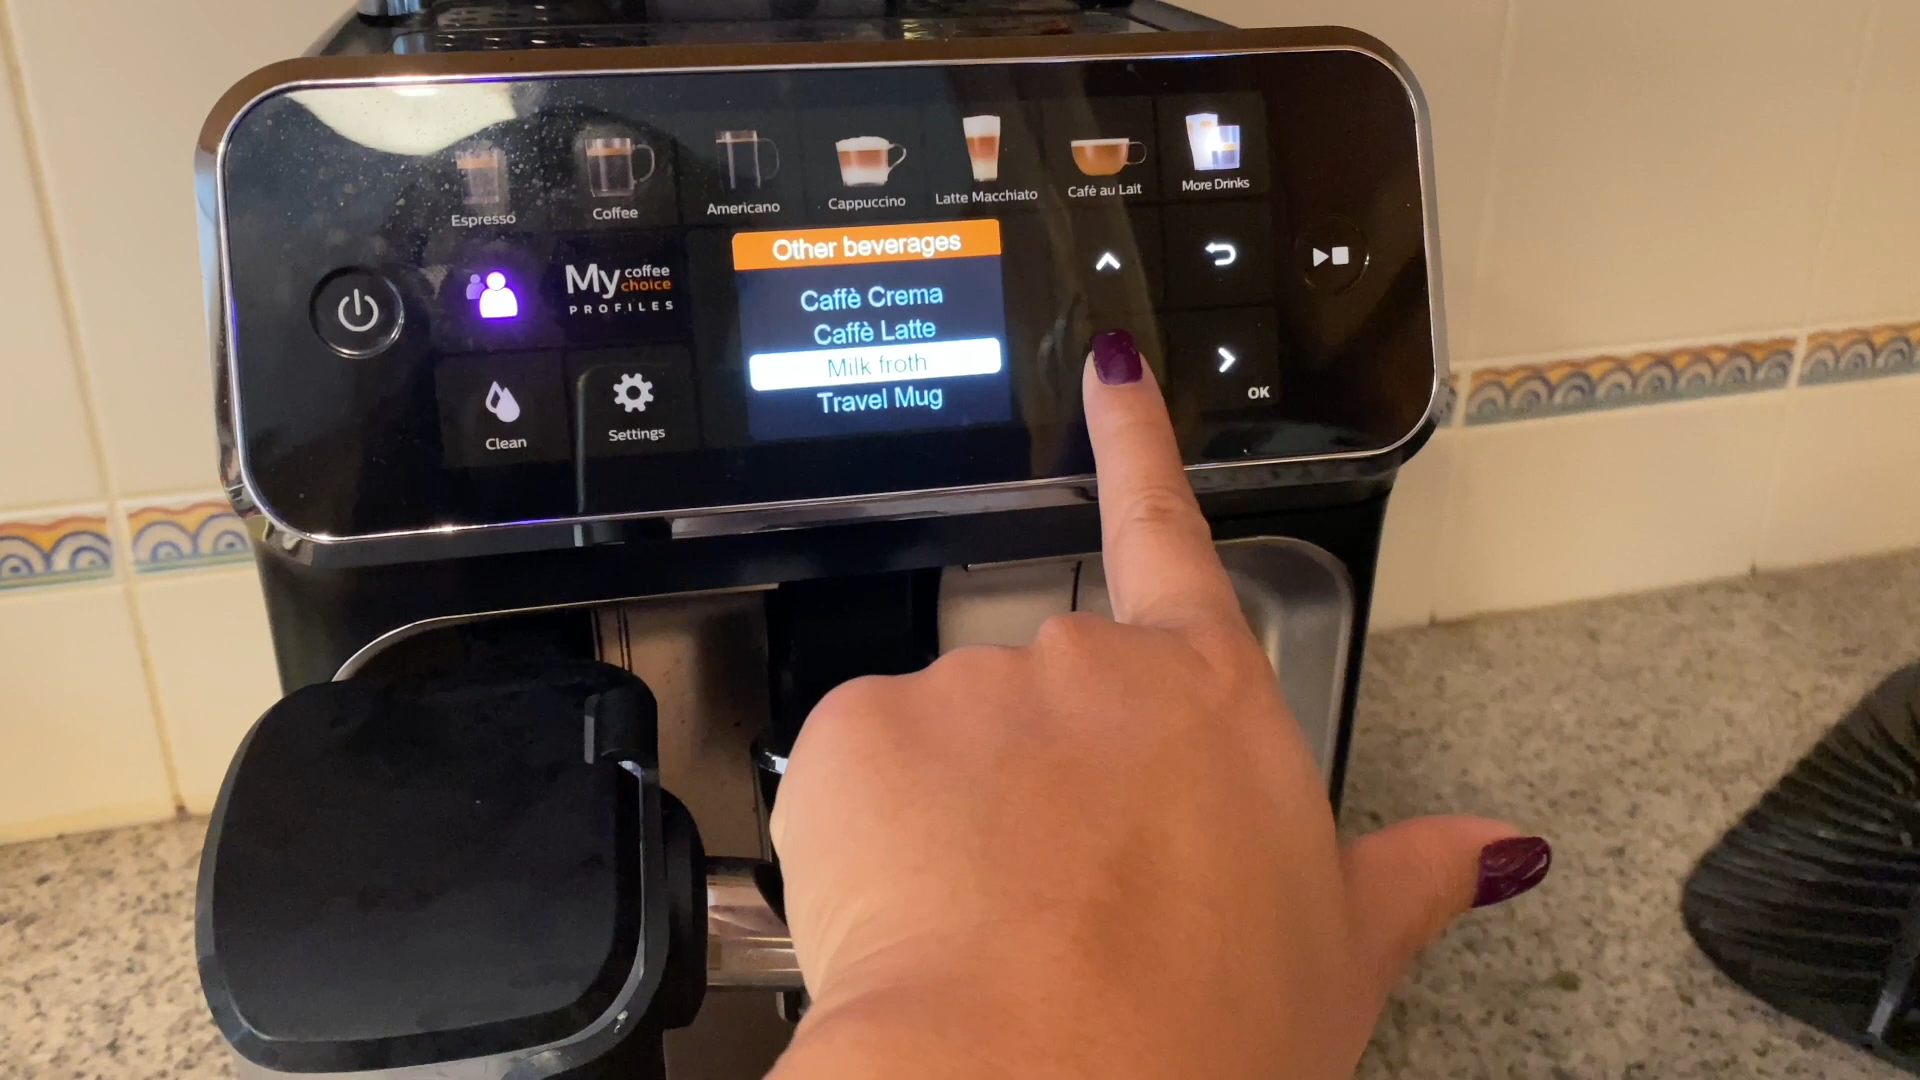 Espresso
Coffee
Americano
Cappuccino
Latte Macchiato
Café au Lait
More Drinks
My coffee choice
PROFILES
Other beverages
Caffè Crema
Caffè Latte
Milk froth
Travel Mug
Clean
Settings
OK